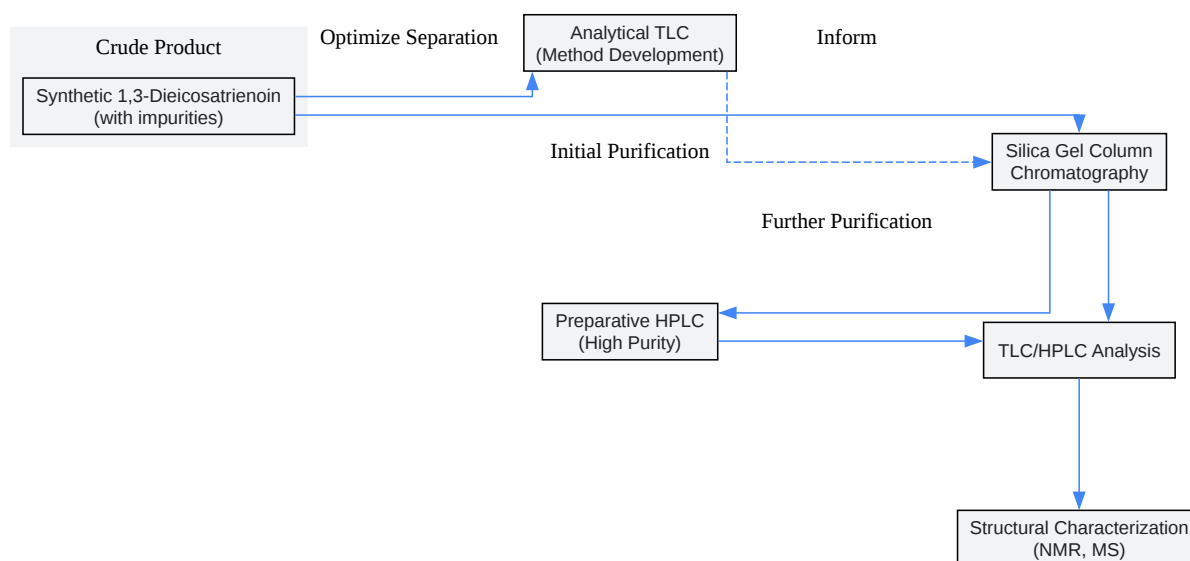 Crude Product
Synthetic 1,3-Dieicosatrienoin
(with impurities)
Optimize Separation
Analytical TLC
(Method Development)
Inform
Initial Purification
Silica Gel Column
Chromatography
Further Purification
Preparative HPLC
(High Purity)
TLC/HPLC Analysis
Structural Characterization
(NMR, MS)